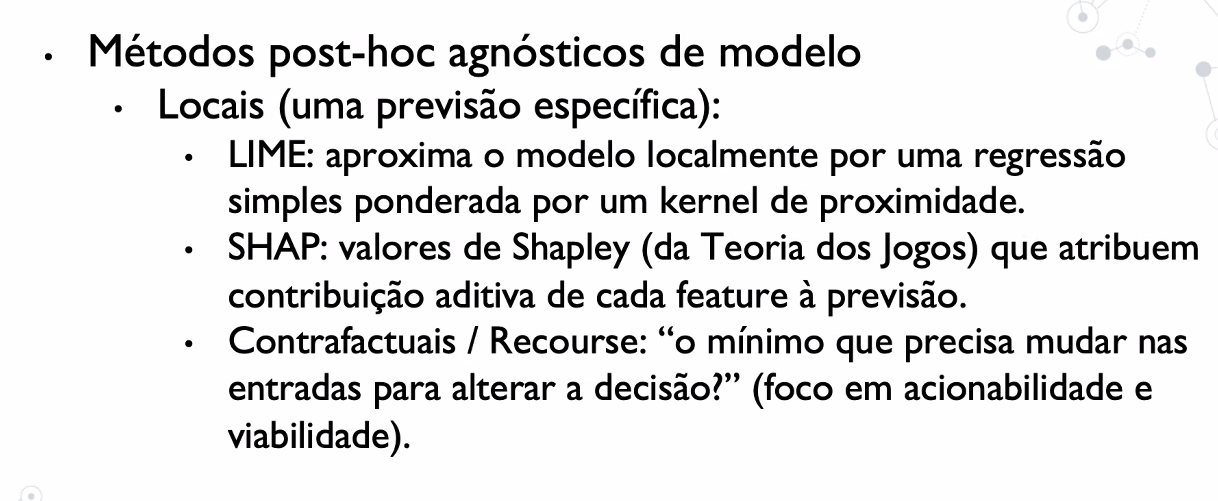 • Métodos post-hoc agnósticos de modelo
• Locais (uma previsão específica):
• LIME: aproxima o modelo localmente por uma regressão
simples ponderada por um kernel de proximidade.
• SHAP: valores de Shapley (da Teoria dos Jogos) que atribuem
contribuição aditiva de cada feature à previsão.
• Contrafactuais / Recourse: “o mínimo que precisa mudar nas
entradas para alterar a decisão?” (foco em acionabilidade e
viabilidade).